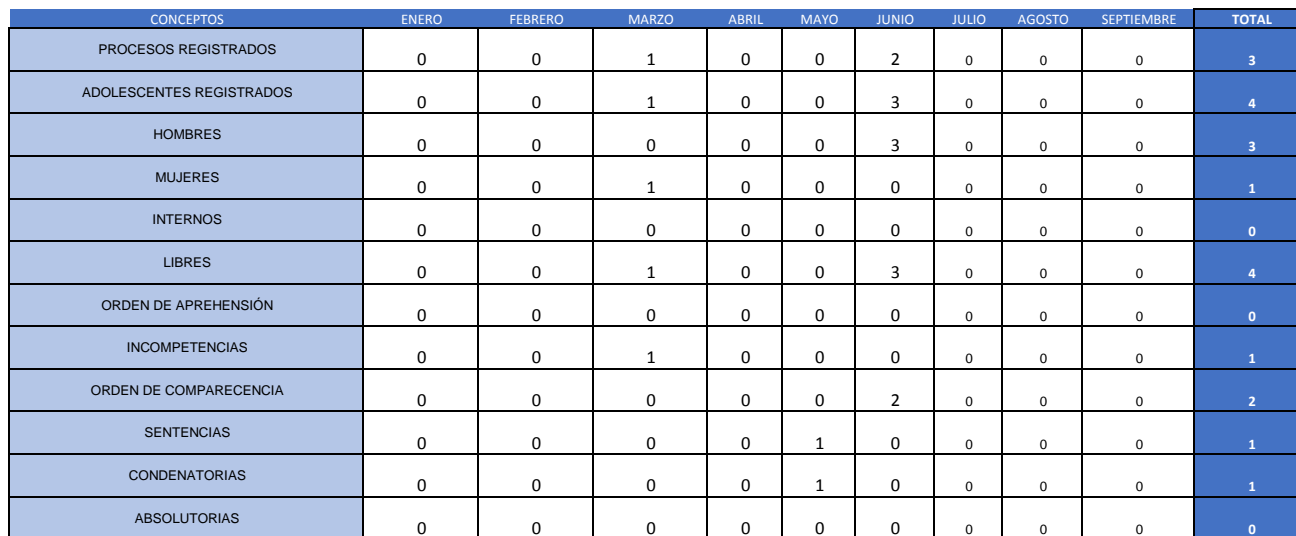 CONCEPTOS ENERO FEBRERO MARZO ABRIL MAYO JUNIO JULIO AGOSTO SEPTIEMBRE TOTAL
PROCESOS REGISTRADOS 0 0 1 0 0 2 0 0 0 3
ADOLESCENTES REGISTRADOS 0 0 1 0 0 3 0 0 0 4
HOMBRES 0 0 0 0 0 3 0 0 0 3
MUJERES 0 0 1 0 0 0 0 0 0 1
INTERNOS 0 0 0 0 0 0 0 0 0 0
LIBRES 0 0 1 0 0 3 0 0 0 4
ORDEN DE APREHENSIÓN 0 0 0 0 0 0 0 0 0 0
INCOMPETENCIAS 0 0 1 0 0 0 0 0 0 1
ORDEN DE COMPARECENCIA 0 0 0 0 0 2 0 0 0 2
SENTENCIAS 0 0 0 0 1 0 0 0 0 1
CONDENATORIAS 0 0 0 0 1 0 0 0 0 1
ABSOLUTORIAS 0 0 0 0 0 0 0 0 0 0